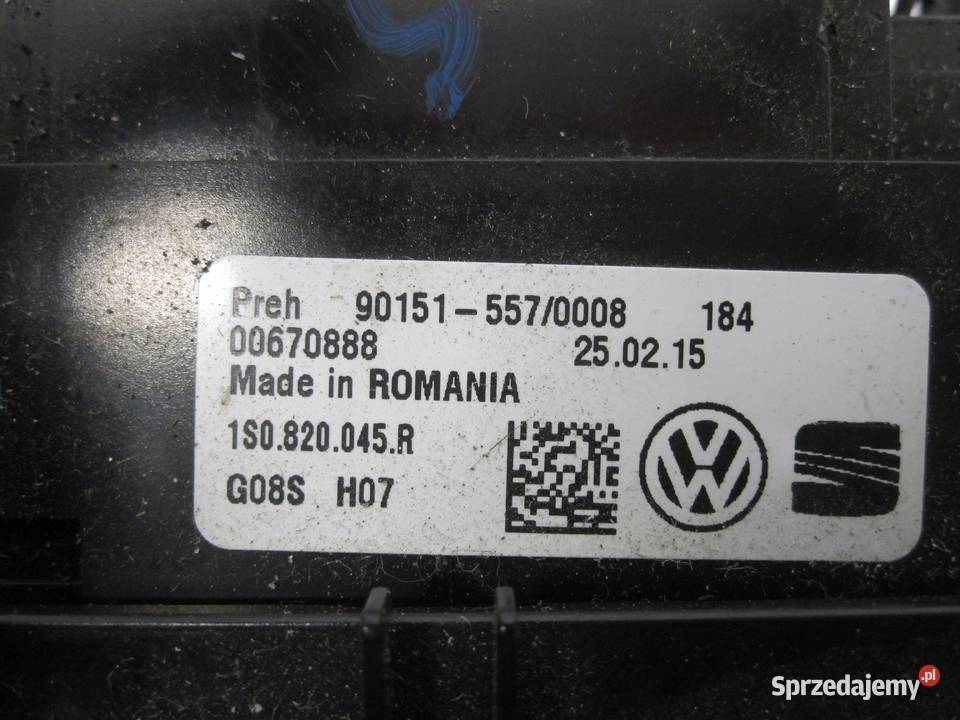 Preh 90151-557/0008 184
00670888 25.02.15
Made in ROMANIA
1S0.820.045.R
G08S H07
Sprzedajemy.pl